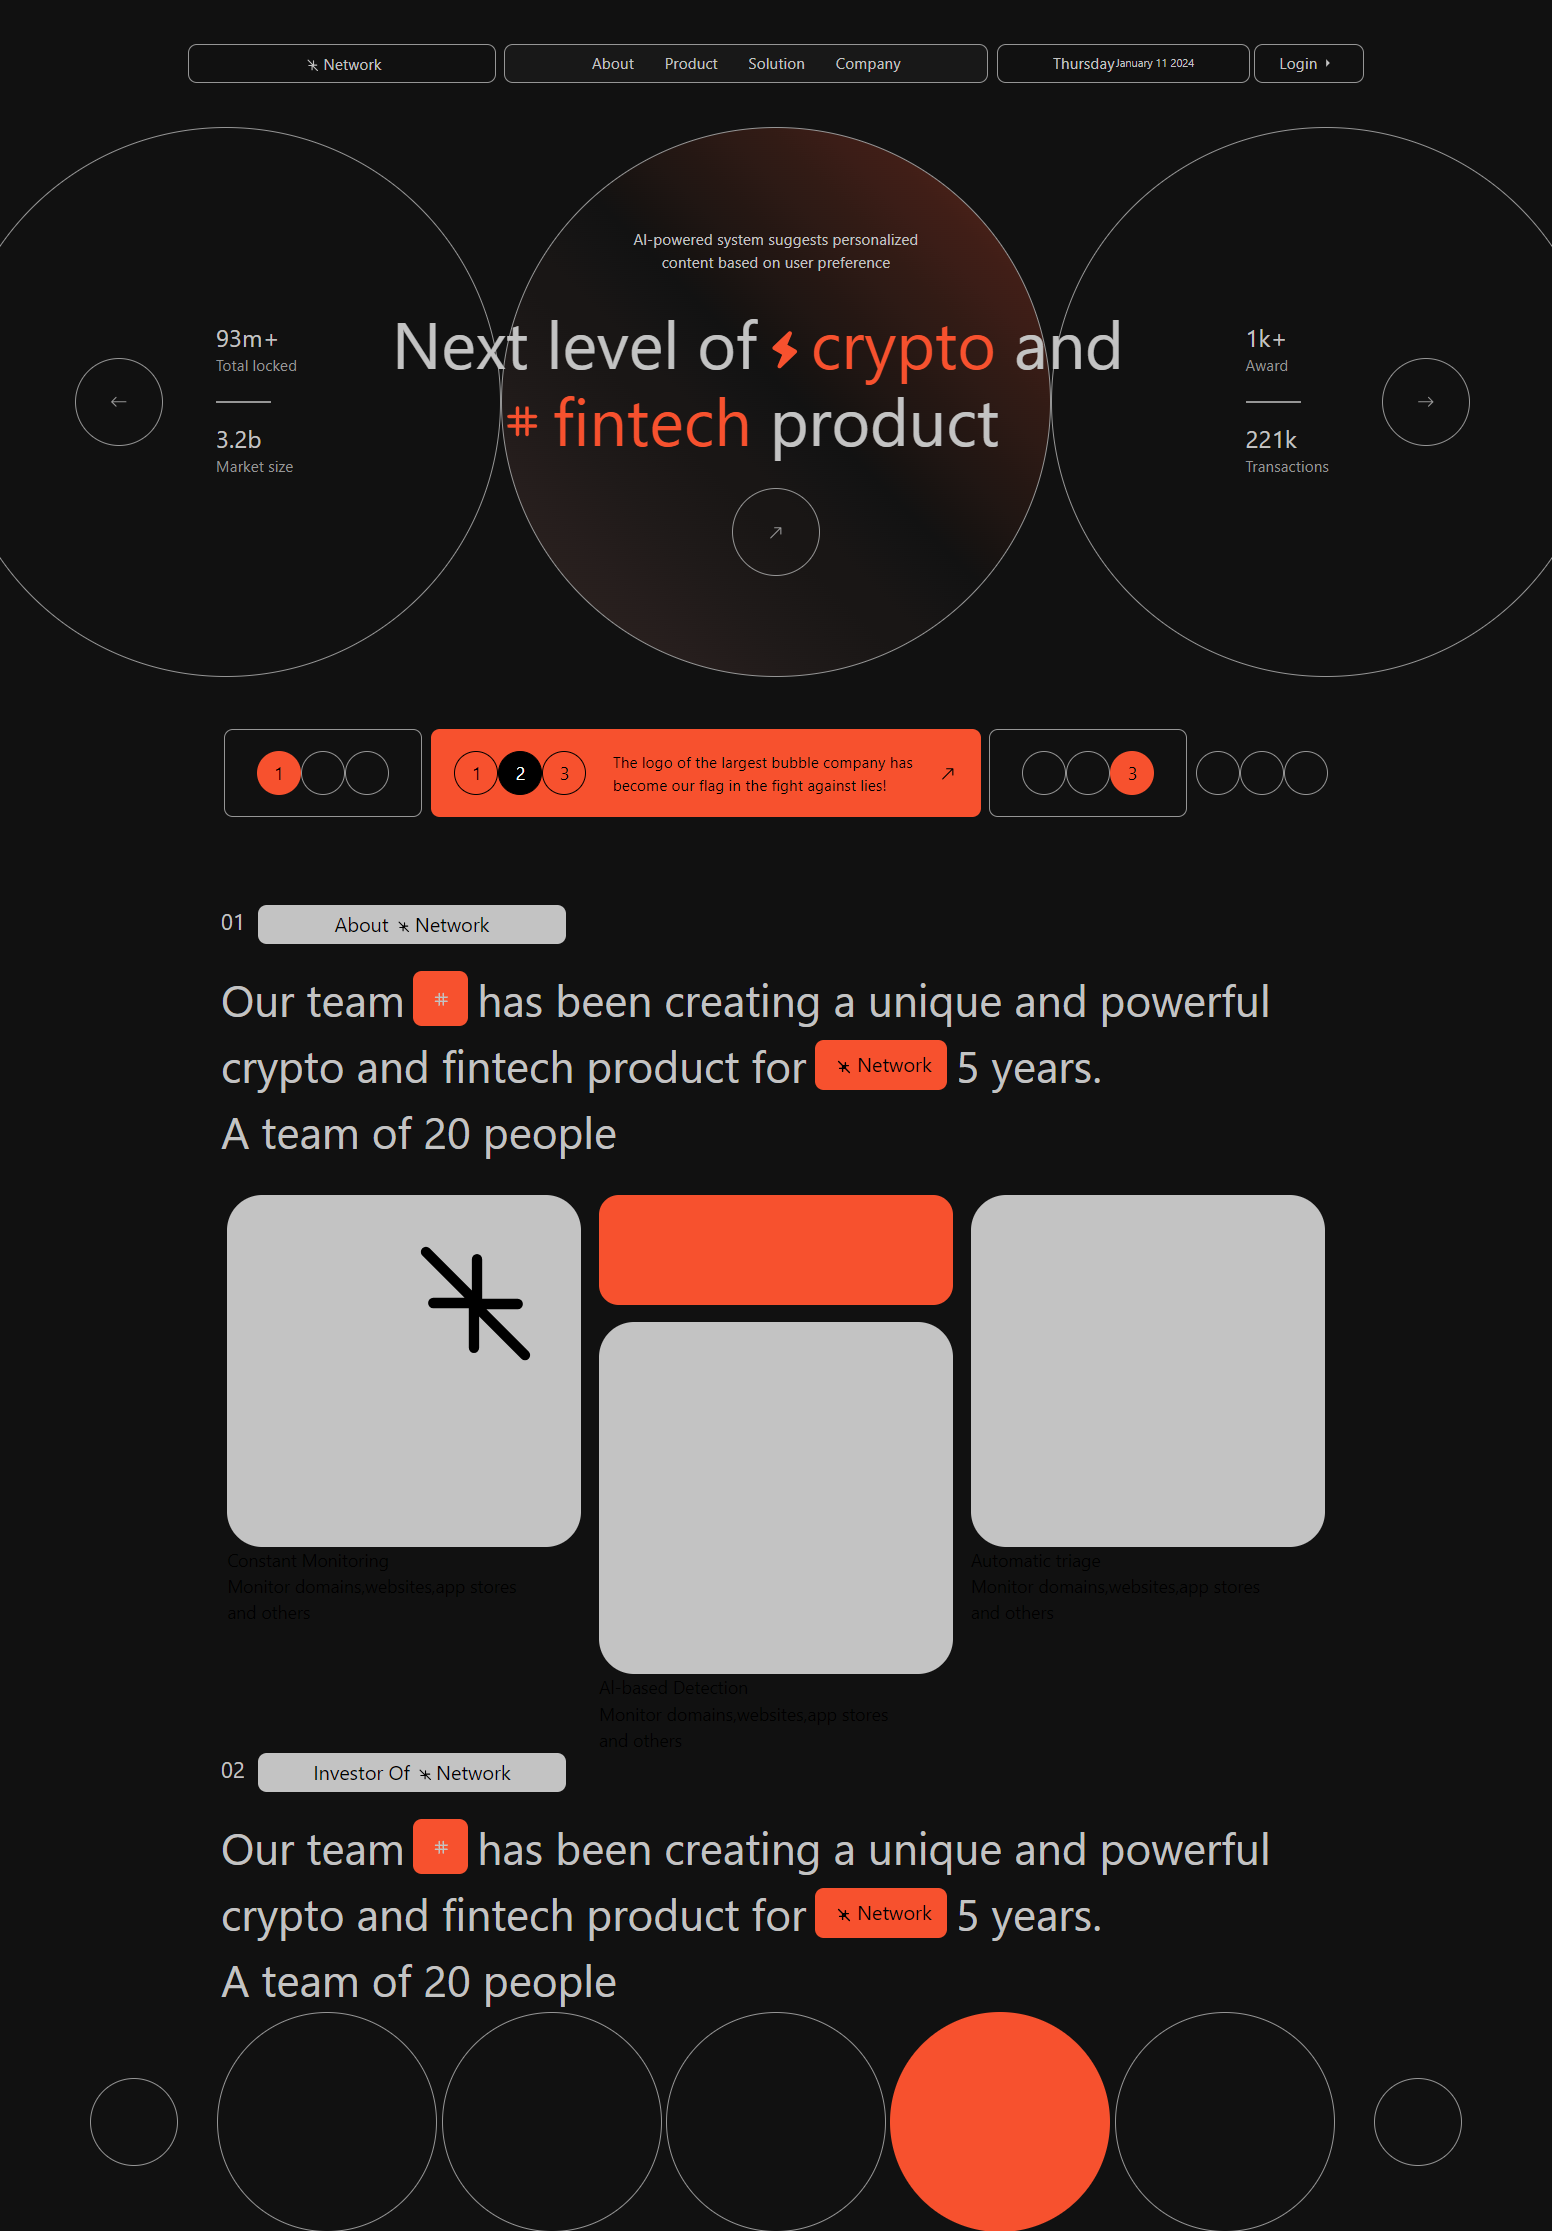 Network
About Product Solution Company
Thursday January 11 2024
Login
AI-powered system suggests personalized
content based on user preference
Next level of crypto and
# fintech product
93m+
Total locked
3.2b
Market size
1k+
Award
221k
Transactions
1
1 2 3
The logo of the largest bubble company has
become our flag in the fight against lies!
3
01
About Network
Our team # has been creating a unique and powerful
crypto and fintech product for Network 5 years.
A team of 20 people
Constant Monitoring
Monitor domains,websites,app stores
and others
AI-based Detection
Monitor domains,websites,app stores
and others
Automatic triage
Monitor domains,websites,app stores
and others
02
Investor Of Network
Our team # has been creating a unique and powerful
crypto and fintech product for Network 5 years.
A team of 20 people